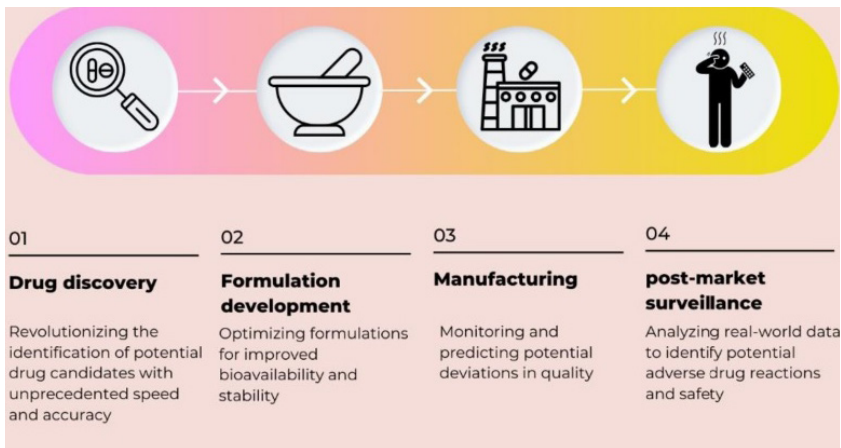 01
Drug discovery
Revolutionizing the
identification of potential
drug candidates with
unprecedented speed
and accuracy
02
Formulation
development
Optimizing formulations
for improved
bioavailability and
stability
03
Manufacturing
Monitoring and
predicting potential
deviations in quality
04
post-market
surveillance
Analyzing real-world data
to identify potential
adverse drug reactions
and safety